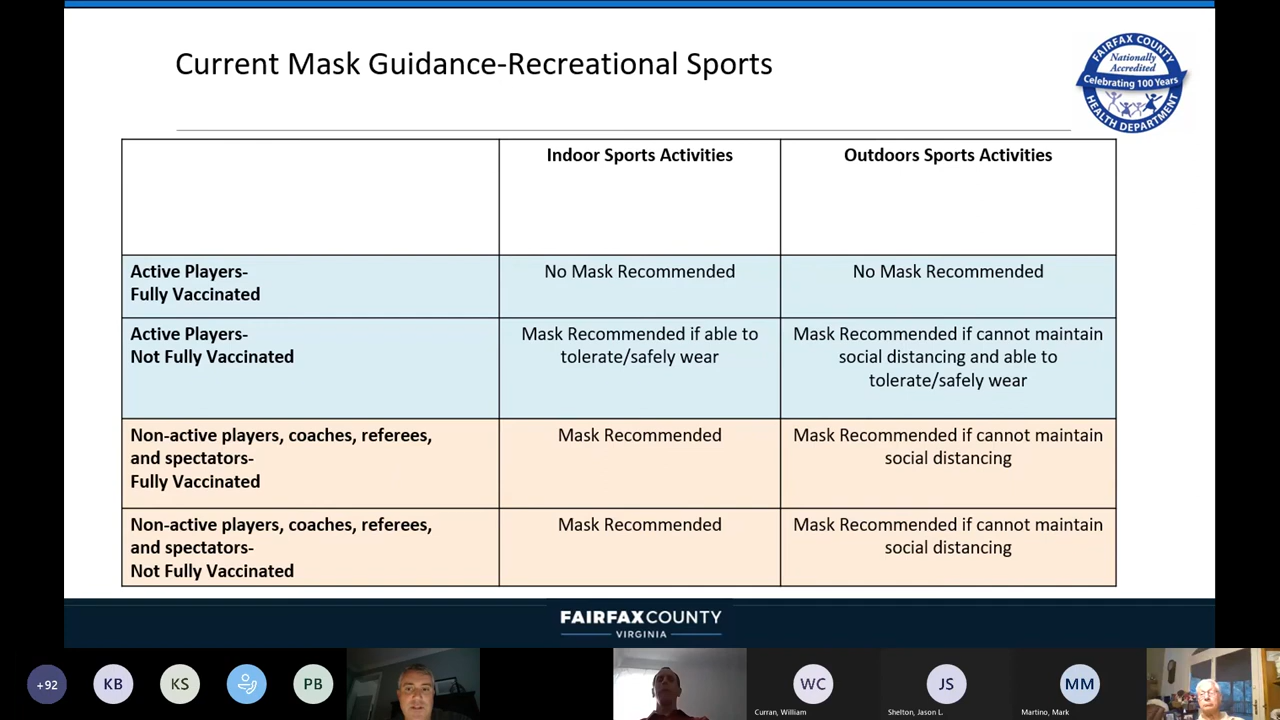 Current Mask Guidance-Recreational Sports
FAIRFAX COUNTY
Nationally
Accredited
Celebrating 100 Years
HEALTH DEPARTMENT
Indoor Sports Activities
Outdoors Sports Activities
Active Players-
Fully Vaccinated
No Mask Recommended
No Mask Recommended
Active Players-
Not Fully Vaccinated
Mask Recommended if able to
tolerate/safely wear
Mask Recommended if cannot maintain
social distancing and able to
tolerate/safely wear
Non-active players, coaches, referees,
and spectators-
Fully Vaccinated
Mask Recommended
Mask Recommended if cannot maintain
social distancing
Non-active players, coaches, referees,
and spectators-
Not Fully Vaccinated
Mask Recommended
Mask Recommended if cannot maintain
social distancing
FAIRFAX COUNTY
VIRGINIA
+92
KB
KS
PB
WC
Curran, William
JS
Shelton, Jason L.
MM
Martino, Mark